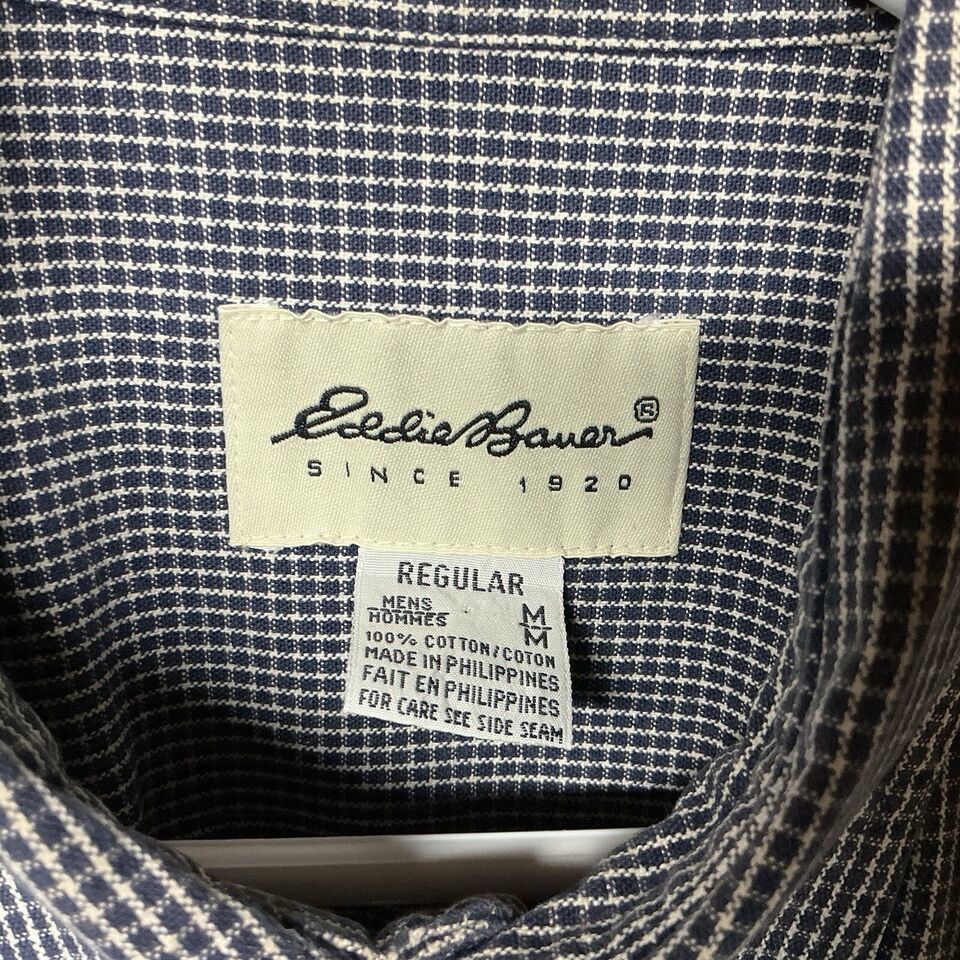 Eddie Bauer®
SINCE 1920
REGULAR
MENS M
HOMMES M
100% COTTON/COTON
MADE IN PHILIPPINES
FAIT EN PHILIPPINES
FOR CARE SEE SIDE SEAM